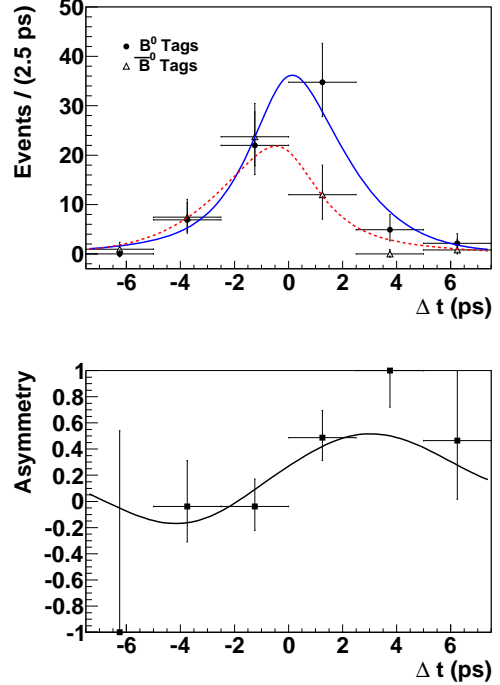 Events / (2.5 ps)
50
40
30
20
10
0
B⁰ Tags
B̅⁰ Tags
-6 -4 -2 0 2 4 6
Δ t (ps)
Asymmetry
1
0.8
0.6
0.4
0.2
0
-0.2
-0.4
-0.6
-0.8
-1
-6 -4 -2 0 2 4 6
Δ t (ps)